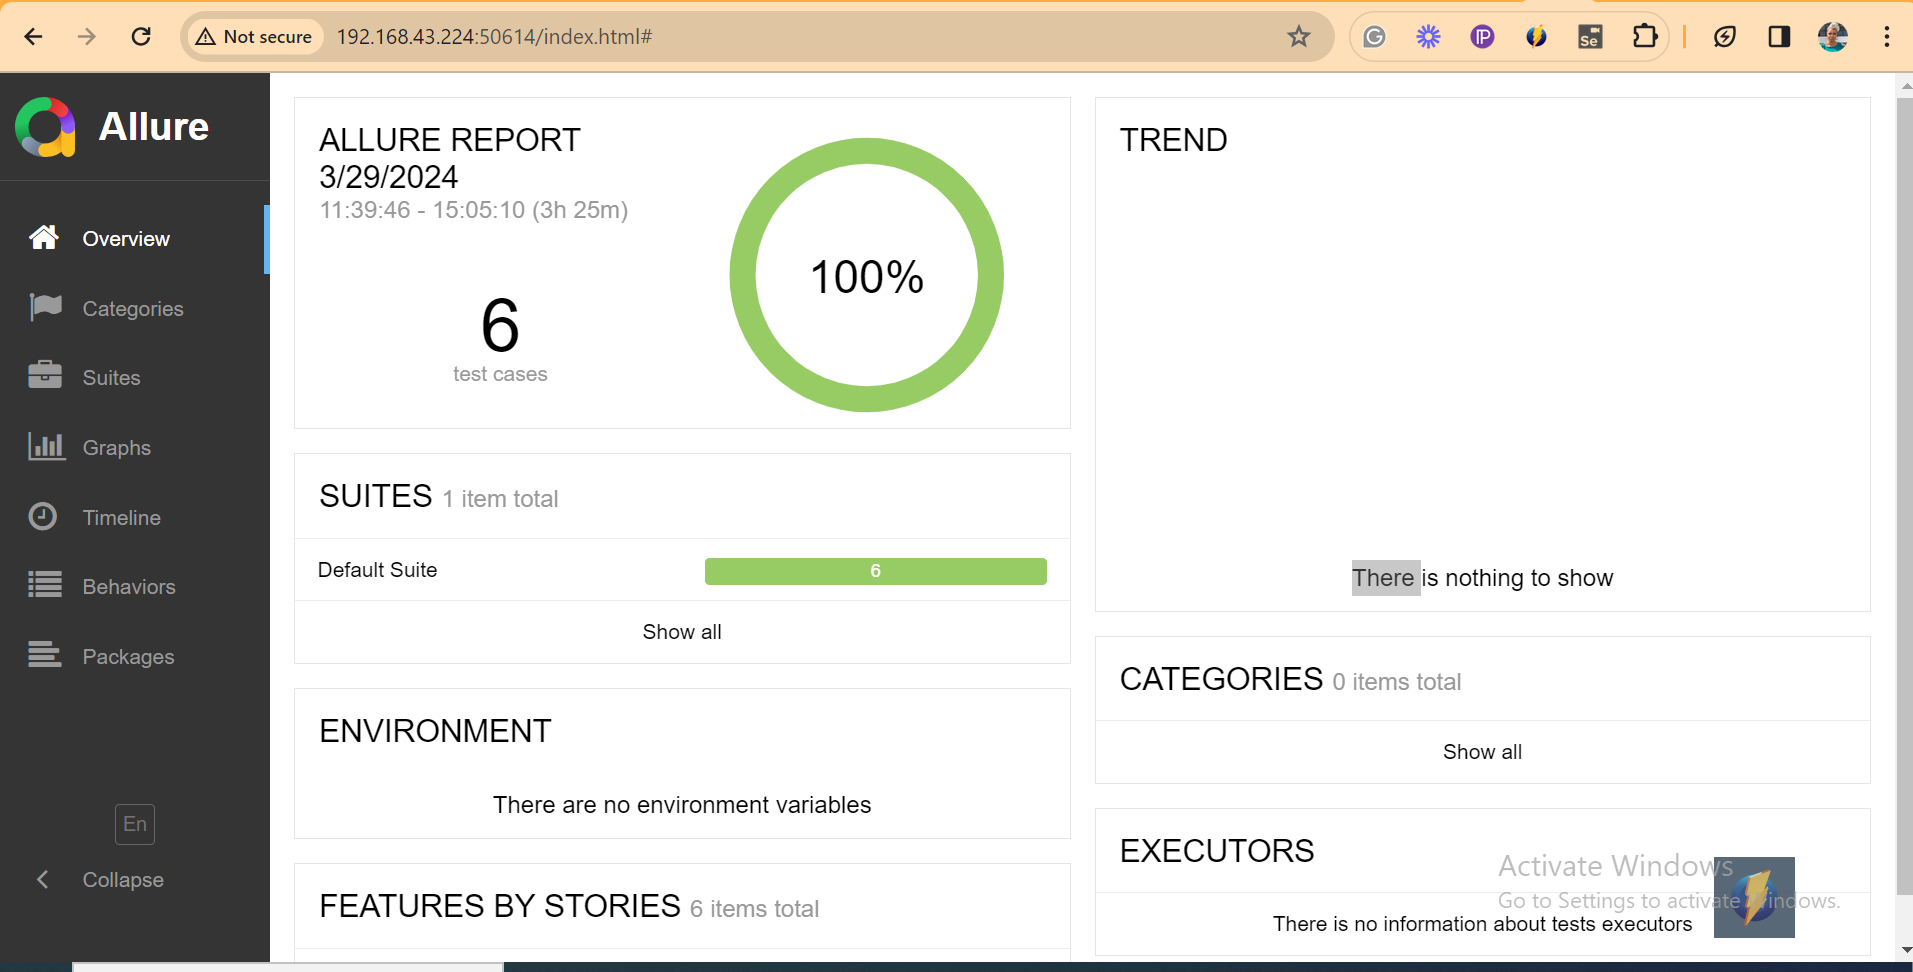 Not secure
192.168.43.224:50614/index.html#
Se
Allure
Overview
Categories
Suites
Graphs
Timeline
Behaviors
Packages
En
Collapse
ALLURE REPORT
3/29/2024
11:39:46 - 15:05:10 (3h 25m)
6
test cases
100%
SUITES 1 item total
Default Suite
6
Show all
ENVIRONMENT
There are no environment variables
FEATURES BY STORIES 6 items total
TREND
There is nothing to show
CATEGORIES 0 items total
Show all
EXECUTORS
There is no information about tests executors
Activate Windows
Go to Settings to activate Windows.